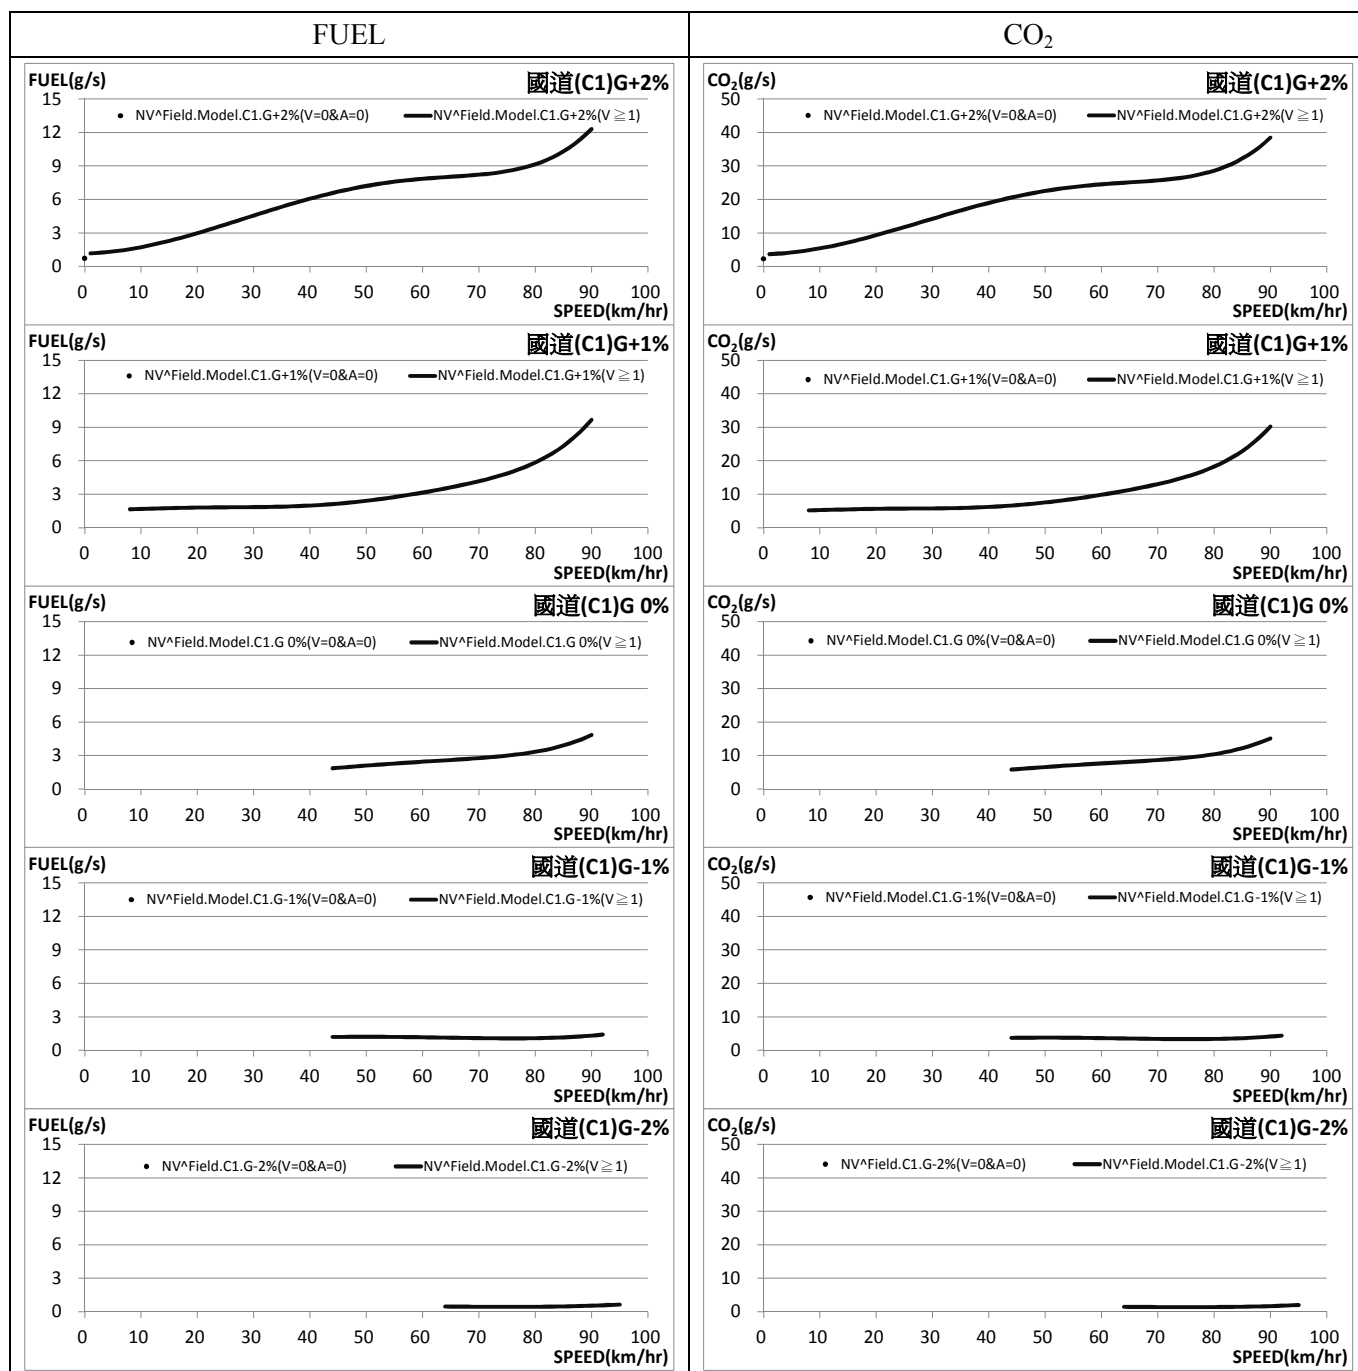 FUEL
CO₂
FUEL(g/s)
國道(C1)G+2%
15
12
9
6
3
0
NV^Field.Model.C1.G+2%(V=0&A=0)
NV^Field.Model.C1.G+2%(V≧1)
0 10 20 30 40 50 60 70 80 90 100
SPEED(km/hr)
CO₂(g/s)
國道(C1)G+2%
50
40
30
20
10
0
NV^Field.Model.C1.G+2%(V=0&A=0)
NV^Field.Model.C1.G+2%(V≧1)
0 10 20 30 40 50 60 70 80 90 100
SPEED(km/hr)
FUEL(g/s)
國道(C1)G+1%
15
12
9
6
3
0
NV^Field.Model.C1.G+1%(V=0&A=0)
NV^Field.Model.C1.G+1%(V≧1)
0 10 20 30 40 50 60 70 80 90 100
SPEED(km/hr)
CO₂(g/s)
國道(C1)G+1%
50
40
30
20
10
0
NV^Field.Model.C1.G+1%(V=0&A=0)
NV^Field.Model.C1.G+1%(V≧1)
0 10 20 30 40 50 60 70 80 90 100
SPEED(km/hr)
FUEL(g/s)
國道(C1)G 0%
15
12
9
6
3
0
NV^Field.Model.C1.G 0%(V=0&A=0)
NV^Field.Model.C1.G 0%(V≧1)
0 10 20 30 40 50 60 70 80 90 100
SPEED(km/hr)
CO₂(g/s)
國道(C1)G 0%
50
40
30
20
10
0
NV^Field.Model.C1.G 0%(V=0&A=0)
NV^Field.Model.C1.G 0%(V≧1)
0 10 20 30 40 50 60 70 80 90 100
SPEED(km/hr)
FUEL(g/s)
國道(C1)G-1%
15
12
9
6
3
0
NV^Field.Model.C1.G-1%(V=0&A=0)
NV^Field.Model.C1.G-1%(V≧1)
0 10 20 30 40 50 60 70 80 90 100
SPEED(km/hr)
CO₂(g/s)
國道(C1)G-1%
50
40
30
20
10
0
NV^Field.Model.C1.G-1%(V=0&A=0)
NV^Field.Model.C1.G-1%(V≧1)
0 10 20 30 40 50 60 70 80 90 100
SPEED(km/hr)
FUEL(g/s)
國道(C1)G-2%
15
12
9
6
3
0
NV^Field.C1.G-2%(V=0&A=0)
NV^Field.Model.C1.G-2%(V≧1)
0 10 20 30 40 50 60 70 80 90 100
SPEED(km/hr)
CO₂(g/s)
國道(C1)G-2%
50
40
30
20
10
0
NV^Field.C1.G-2%(V=0&A=0)
NV^Field.Model.C1.G-2%(V≧1)
0 10 20 30 40 50 60 70 80 90 100
SPEED(km/hr)